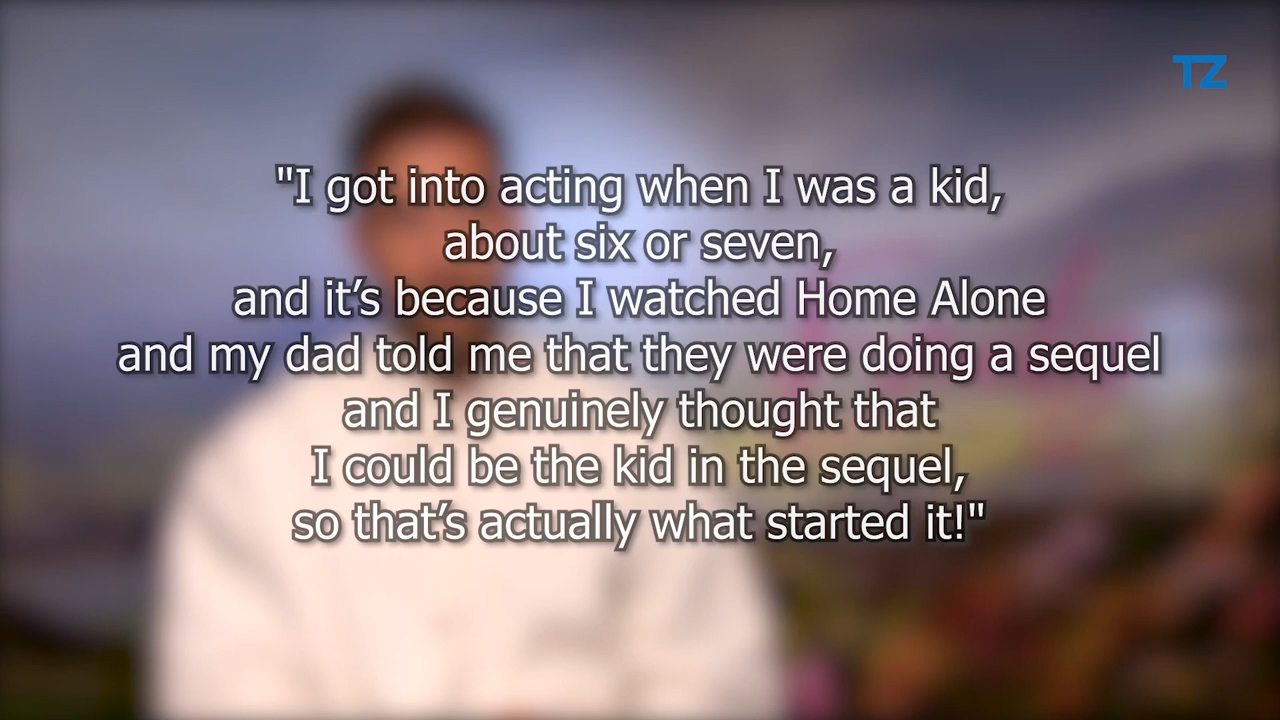 TZ
"I got into acting when I was a kid,
about six or seven,
and it’s because I watched Home Alone
and my dad told me that they were doing a sequel
and I genuinely thought that
I could be the kid in the sequel,
so that’s actually what started it!"